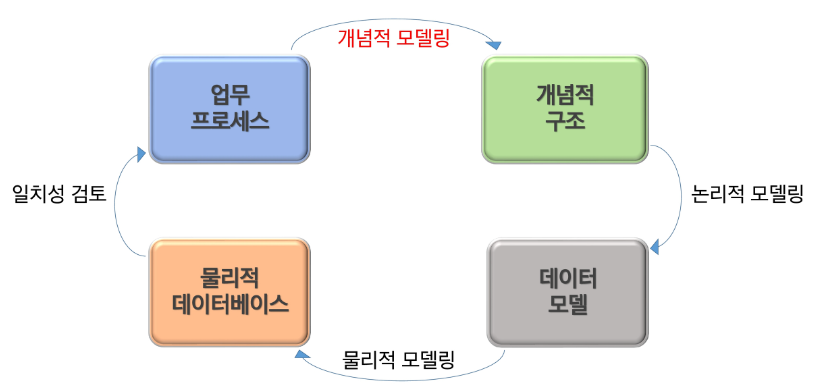 개념적 모델링
업무
프로세스
개념적
구조
일치성 검토
논리적 모델링
물리적
데이터베이스
데이터
모델
물리적 모델링